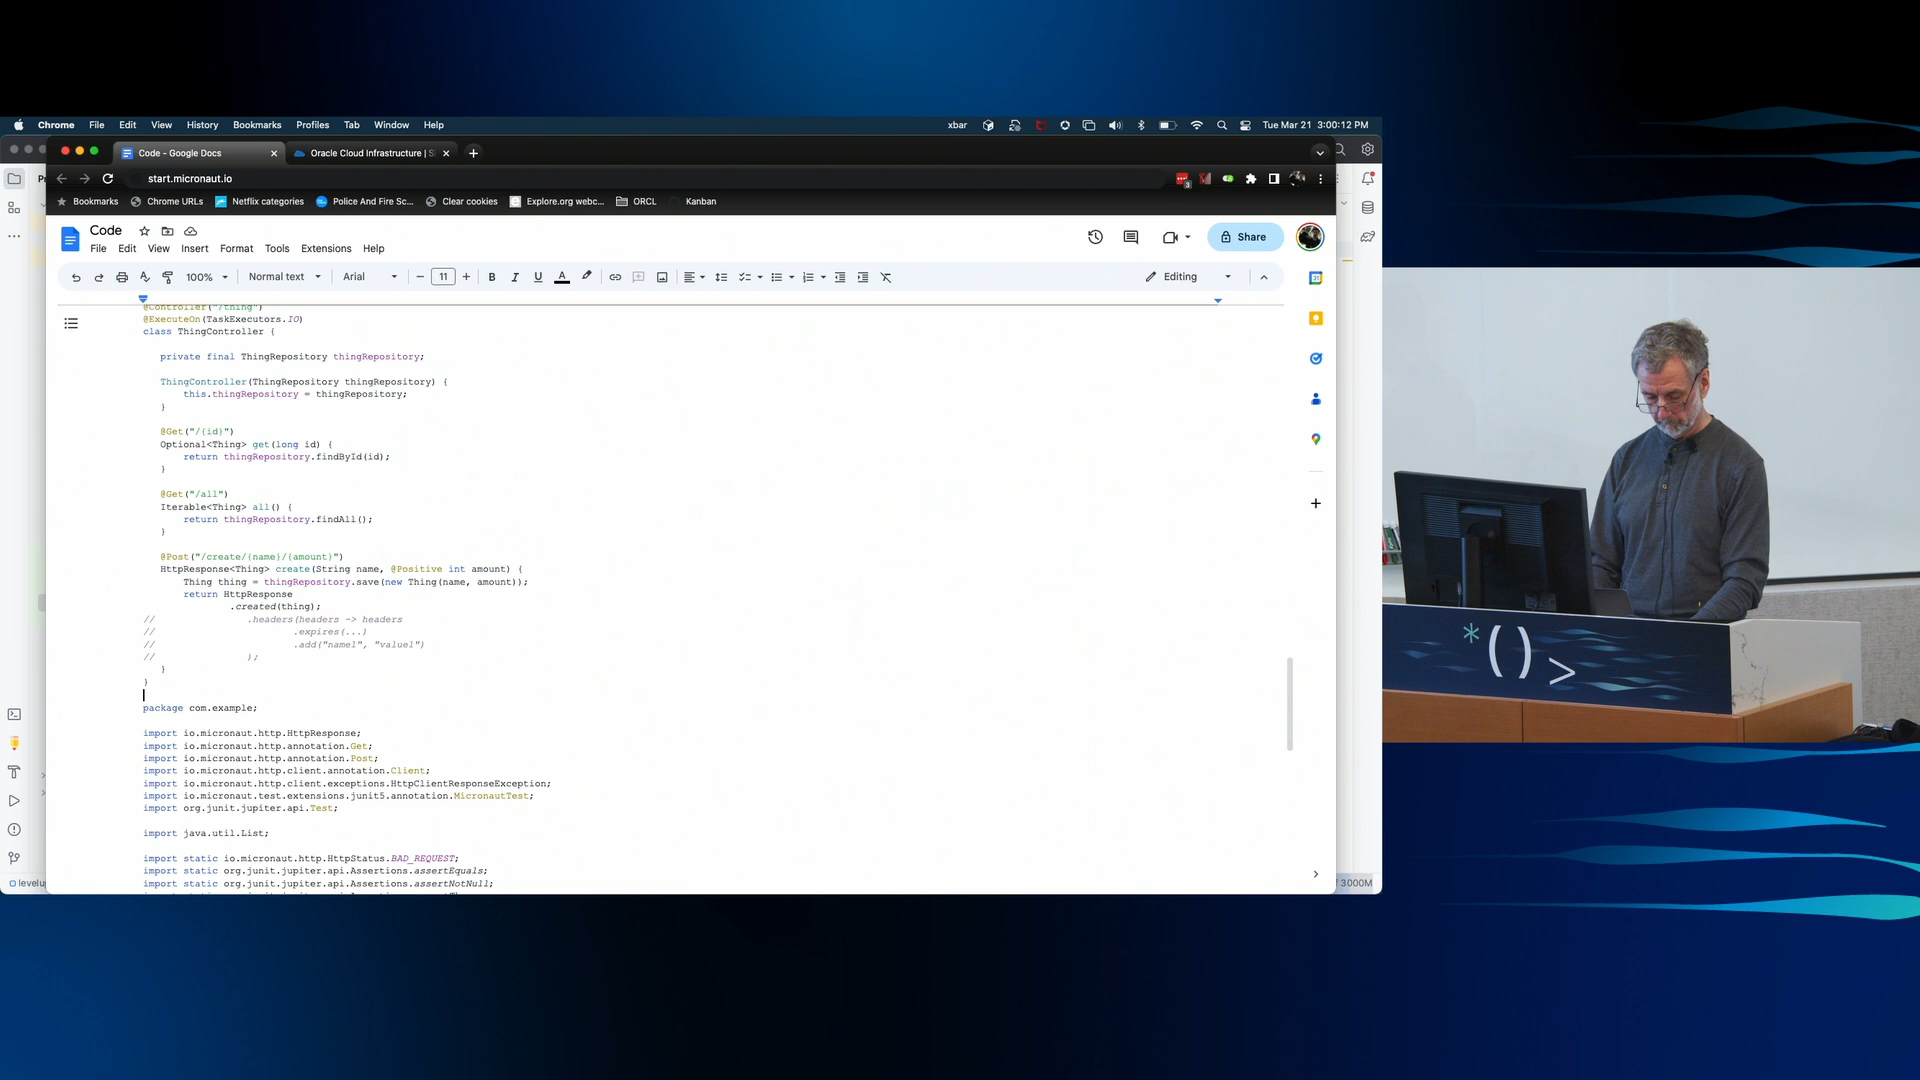 Chrome File Edit View History Bookmarks Profiles Tab Window Help xbar Tue Mar 21 3:00:12 PM
Code - Google Docs Oracle Cloud Infrastructure |
start.micronaut.io
Bookmarks Chrome URLs Netflix categories Police And Fire Sc... Clear cookies Explore.org webc... ORCL Kanban
Code
Share
File Edit View Insert Format Tools Extensions Help
100% Normal text Arial 11 B I U A Editing
@Controller("/thing")
@ExecuteOn(TaskExecutors.IO)
class ThingController {
private final ThingRepository thingRepository;
ThingController(ThingRepository thingRepository) {
this.thingRepository = thingRepository;
}
@Get("/{id}")
Optional<Thing> get(long id) {
return thingRepository.findById(id);
}
@Get("/all")
Iterable<Thing> all() {
return thingRepository.findAll();
}
@Post("/create/{name}/{amount}")
HttpResponse<Thing> create(String name, @Positive int amount) {
Thing thing = thingRepository.save(new Thing(name, amount));
return HttpResponse
.created(thing);
// .headers(headers -> headers
// .expires(...)
// .add("name1", "value1")
// );
}
}
package com.example;
import io.micronaut.http.HttpResponse;
import io.micronaut.http.annotation.Get;
import io.micronaut.http.annotation.Post;
import io.micronaut.http.client.annotation.Client;
import io.micronaut.http.client.exceptions.HttpClientResponseException;
import io.micronaut.test.extensions.junit5.annotation.MicronautTest;
import org.junit.jupiter.api.Test;
import java.util.List;
import static io.micronaut.http.HttpStatus.BAD_REQUEST;
import static org.junit.jupiter.api.Assertions.assertEquals;
import static org.junit.jupiter.api.Assertions.assertNotNull;
levelu 3000M
*()>